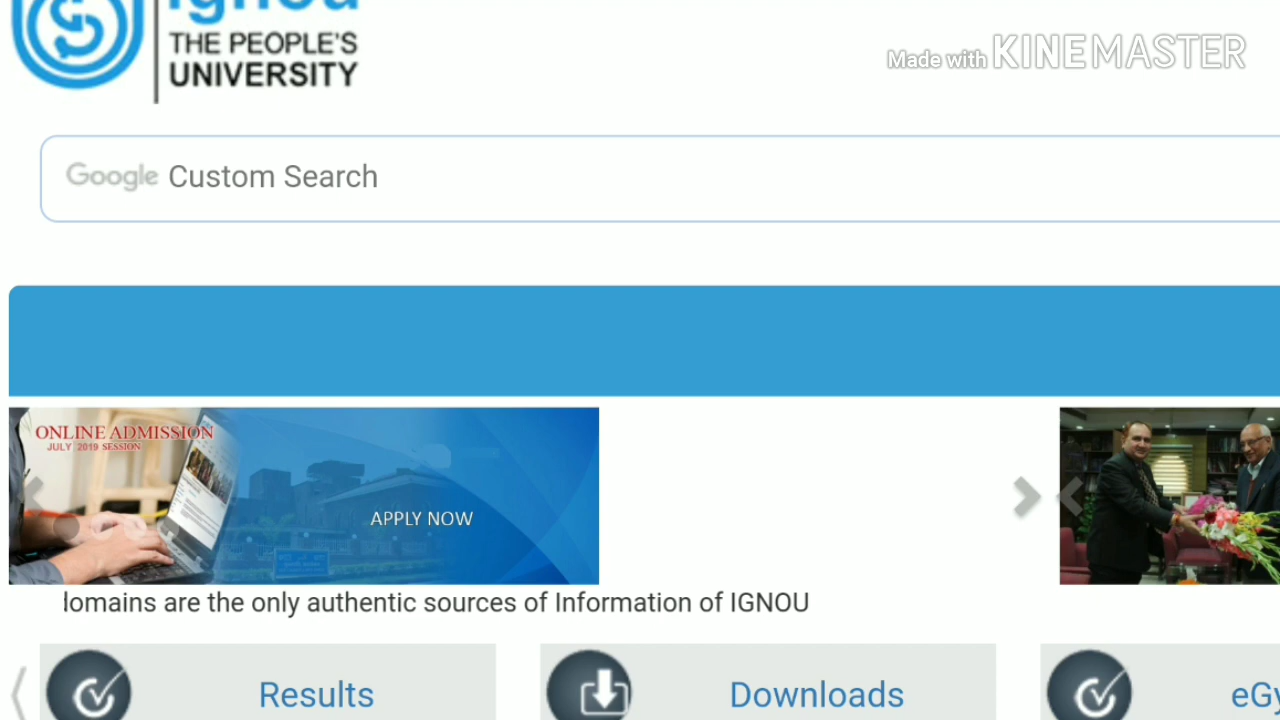 ignou
THE PEOPLE'S
UNIVERSITY
Made with KINEMASTER
Google Custom Search
ONLINE ADMISSION
JULY 2019 SESSION
APPLY NOW
are the only authentic sources of Information of IGNOU
Results
Downloads